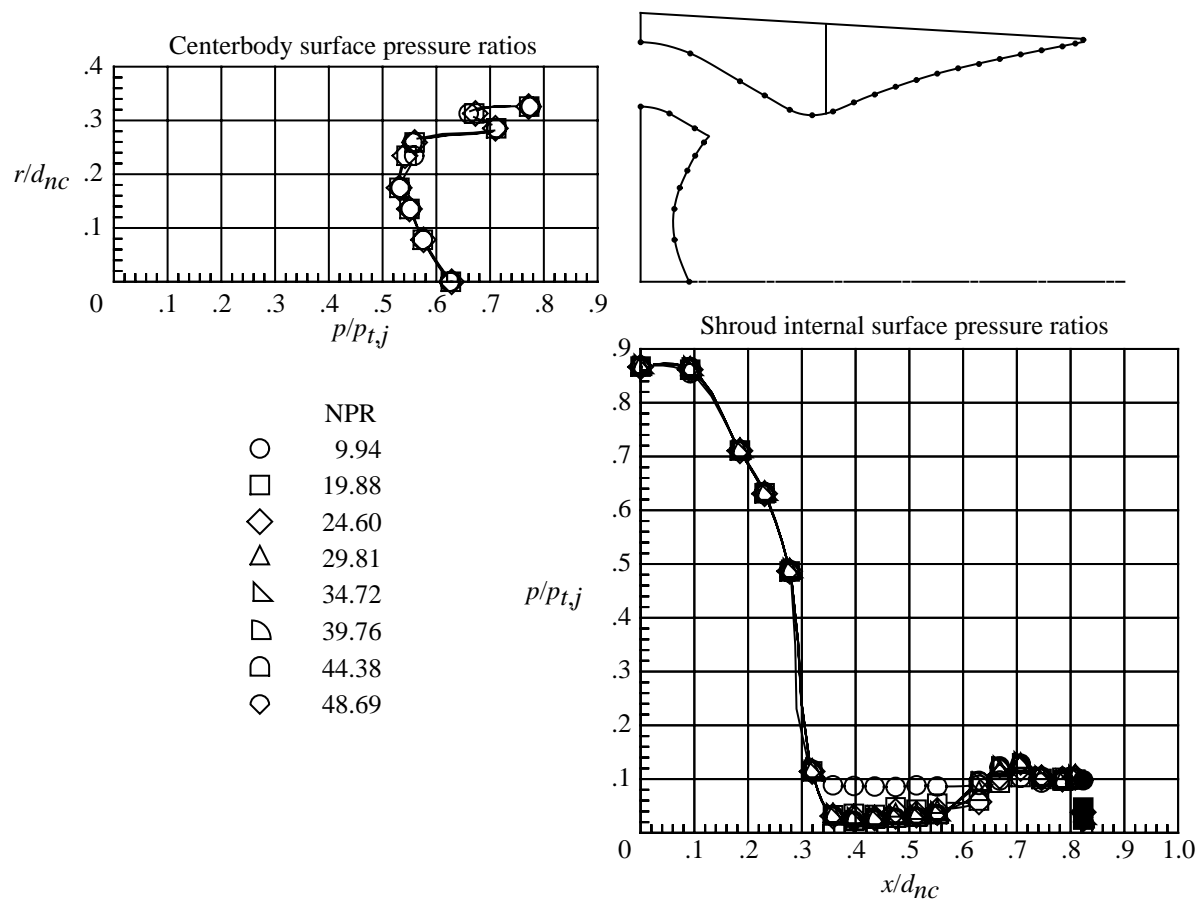 Centerbody surface pressure ratios
.4
.3
r/dnc
.2
.1
0 .1 .2 .3 .4 .5 .6 .7 .8 .9
p/pt,j
NPR
9.94
19.88
24.60
29.81
34.72
39.76
44.38
48.69
Shroud internal surface pressure ratios
.9
.8
.7
.6
.5
p/pt,j
.4
.3
.2
.1
0 .1 .2 .3 .4 .5 .6 .7 .8 .9 1.0
x/dnc